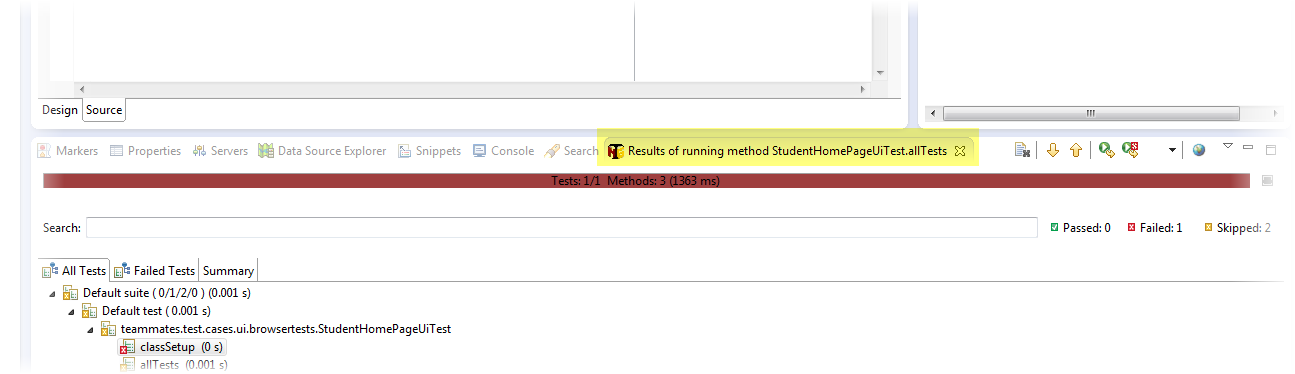 Design Source
Markers Properties Servers Data Source Explorer Snippets Console Search Results of running method StudentHomePageUiTest.allTests
Tests: 1/1 Methods: 3 (1363 ms)
Search: Passed: 0 Failed: 1 Skipped: 2
All Tests Failed Tests Summary
Default suite ( 0/1/2/0 ) (0.001 s)
Default test ( 0.001 s)
teammates.test.cases.ui.browsertests.StudentHomePageUiTest
classSetup (0 s)
allTests (0.001 s)